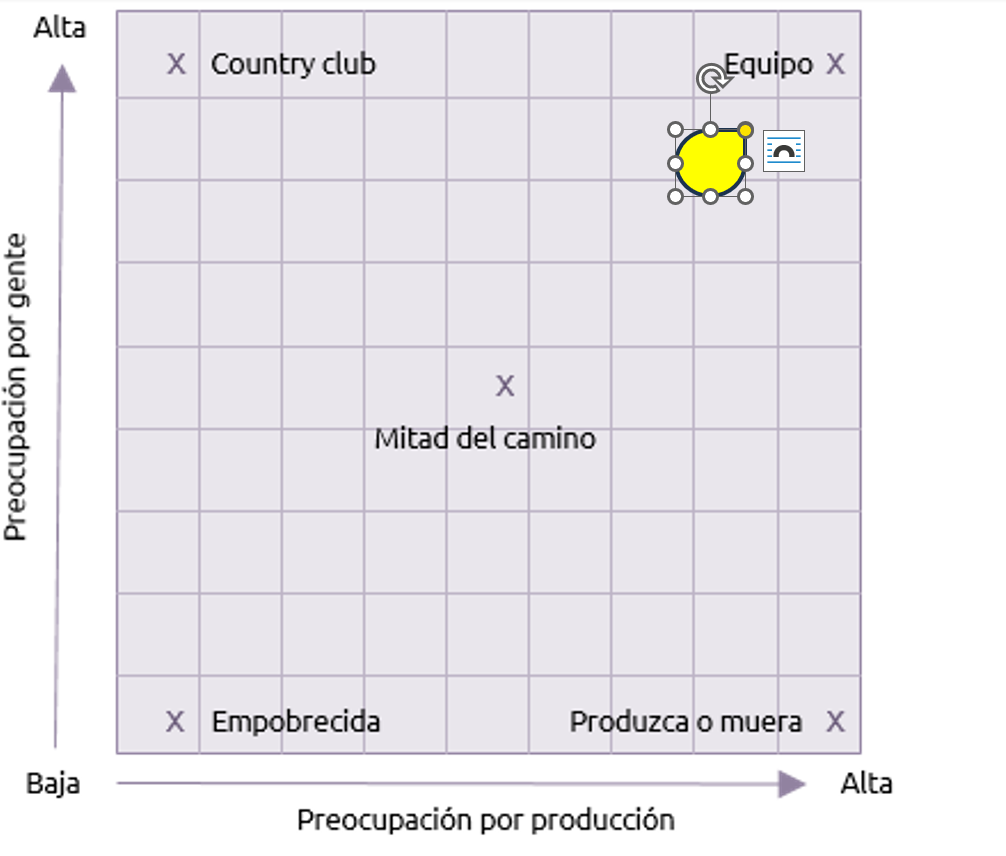 Alta
X Country club
Equipo X
Preocupación por gente
X
Mitad del camino
X Empobrecida
Produzca o muera X
Baja
Alta
Preocupación por producción